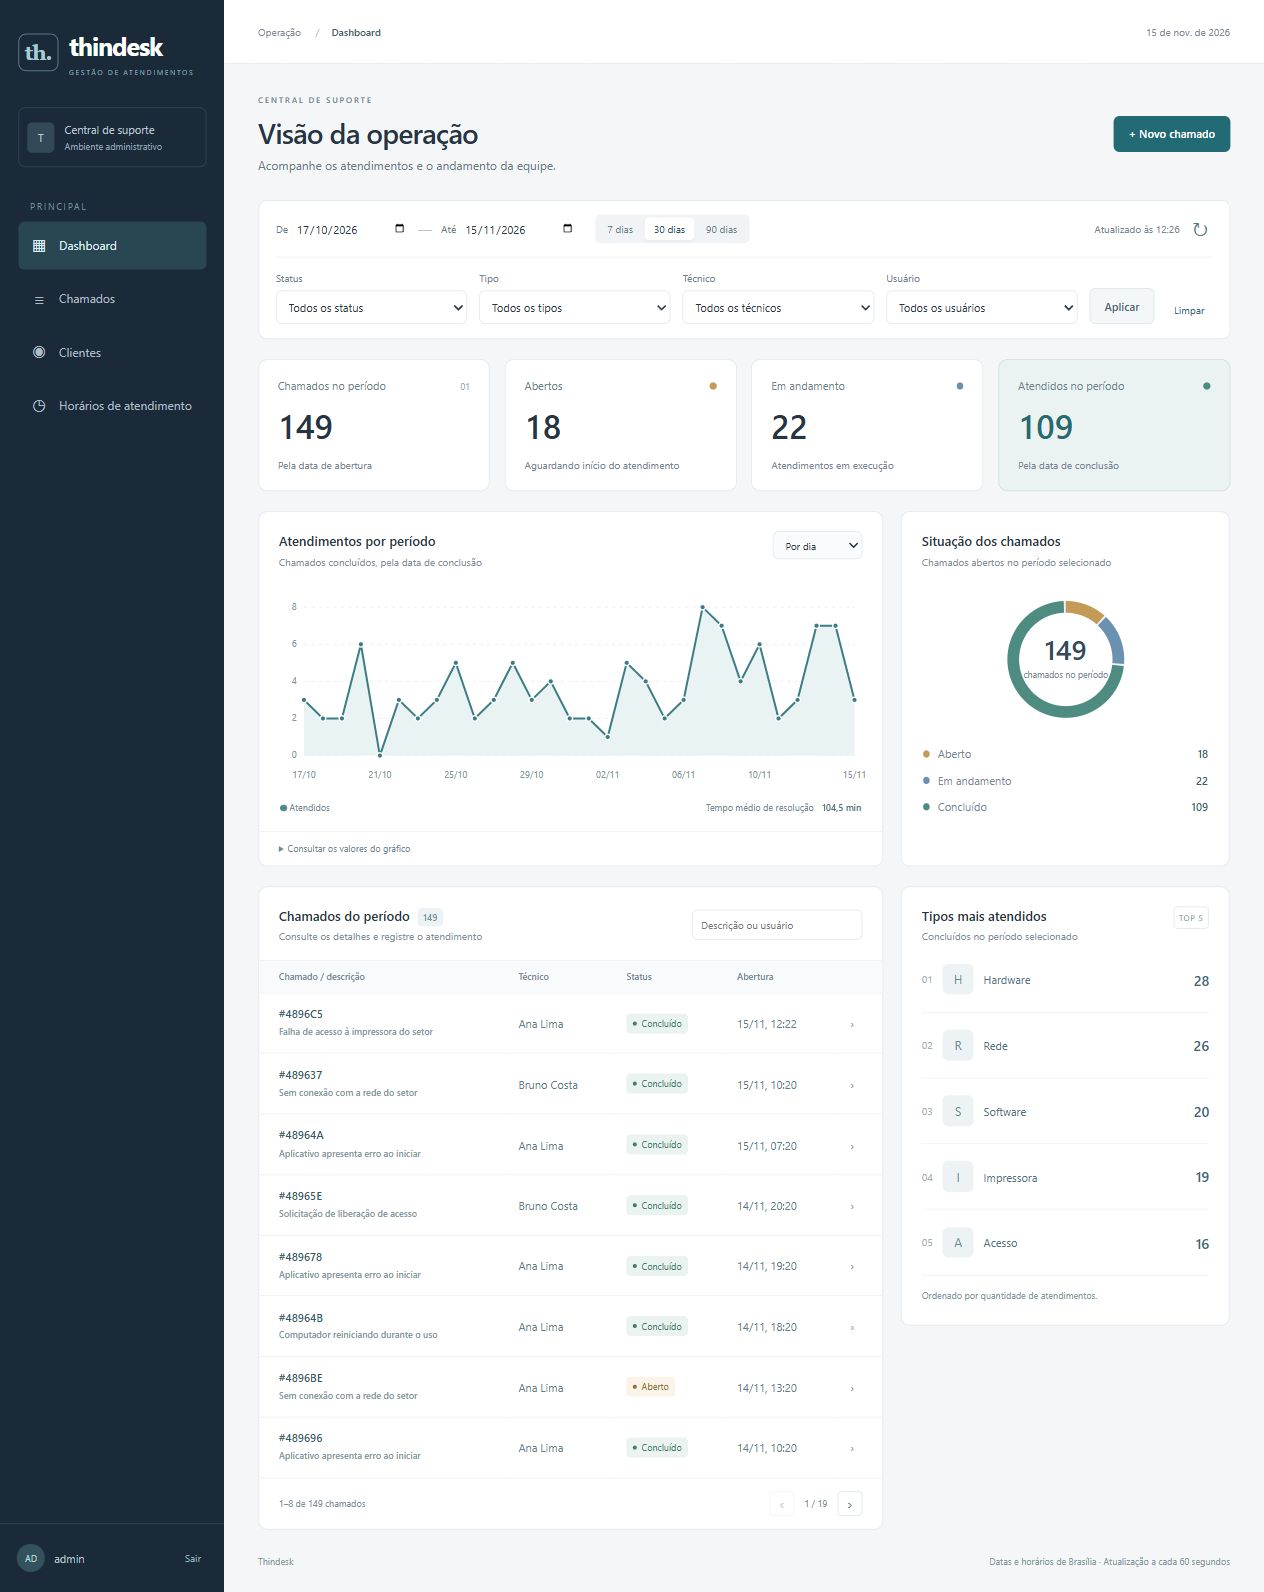 th. thindesk
GESTÃO DE ATENDIMENTOS
T
Central de suporte
Ambiente administrativo
PRINCIPAL
Dashboard
Chamados
Clientes
Horários de atendimento
AD admin Sair
Operação / Dashboard
15 de nov. de 2026
CENTRAL DE SUPORTE
Visão da operação
Acompanhe os atendimentos e o andamento da equipe.
+ Novo chamado
De 17/10/2026 — Até 15/11/2026 7 dias 30 dias 90 dias Atualizado às 12:26 ↻
Status Tipo Técnico Usuário
Todos os status Todos os tipos Todos os técnicos Todos os usuários Aplicar Limpar
Chamados no período 01
149
Pela data de abertura
Abertos
18
Aguardando início do atendimento
Em andamento
22
Atendimentos em execução
Atendidos no período
109
Pela data de conclusão
Atendimentos por período
Chamados concluídos, pela data de conclusão
Por dia
8
6
4
2
0
17/10 21/10 25/10 29/10 02/11 06/11 10/11 15/11
Atendidos
Tempo médio de resolução 104,5 min
▸ Consultar os valores do gráfico
Situação dos chamados
Chamados abertos no período selecionado
149
chamados no período
Aberto 18
Em andamento 22
Concluído 109
Chamados do período 149
Consulte os detalhes e registre o atendimento
Descrição ou usuário
Chamado / descrição Técnico Status Abertura
#4896C5
Falha de acesso à impressora do setor
Ana Lima Concluído 15/11, 12:22 ›
#489637
Sem conexão com a rede do setor
Bruno Costa Concluído 15/11, 10:20 ›
#48964A
Aplicativo apresenta erro ao iniciar
Ana Lima Concluído 15/11, 07:20 ›
#48965E
Solicitação de liberação de acesso
Bruno Costa Concluído 14/11, 20:20 ›
#489678
Aplicativo apresenta erro ao iniciar
Ana Lima Concluído 14/11, 19:20 ›
#48964B
Computador reiniciando durante o uso
Ana Lima Concluído 14/11, 18:20 ›
#4896BE
Sem conexão com a rede do setor
Ana Lima Aberto 14/11, 13:20 ›
#489696
Aplicativo apresenta erro ao iniciar
Ana Lima Concluído 14/11, 10:20 ›
1–8 de 149 chamados
‹ 1 / 19 ›
Tipos mais atendidos TOP 5
Concluídos no período selecionado
01 H Hardware 28
02 R Rede 26
03 S Software 20
04 I Impressora 19
05 A Acesso 16
Ordenado por quantidade de atendimentos.
Thindesk
Datas e horários de Brasília · Atualização a cada 60 segundos